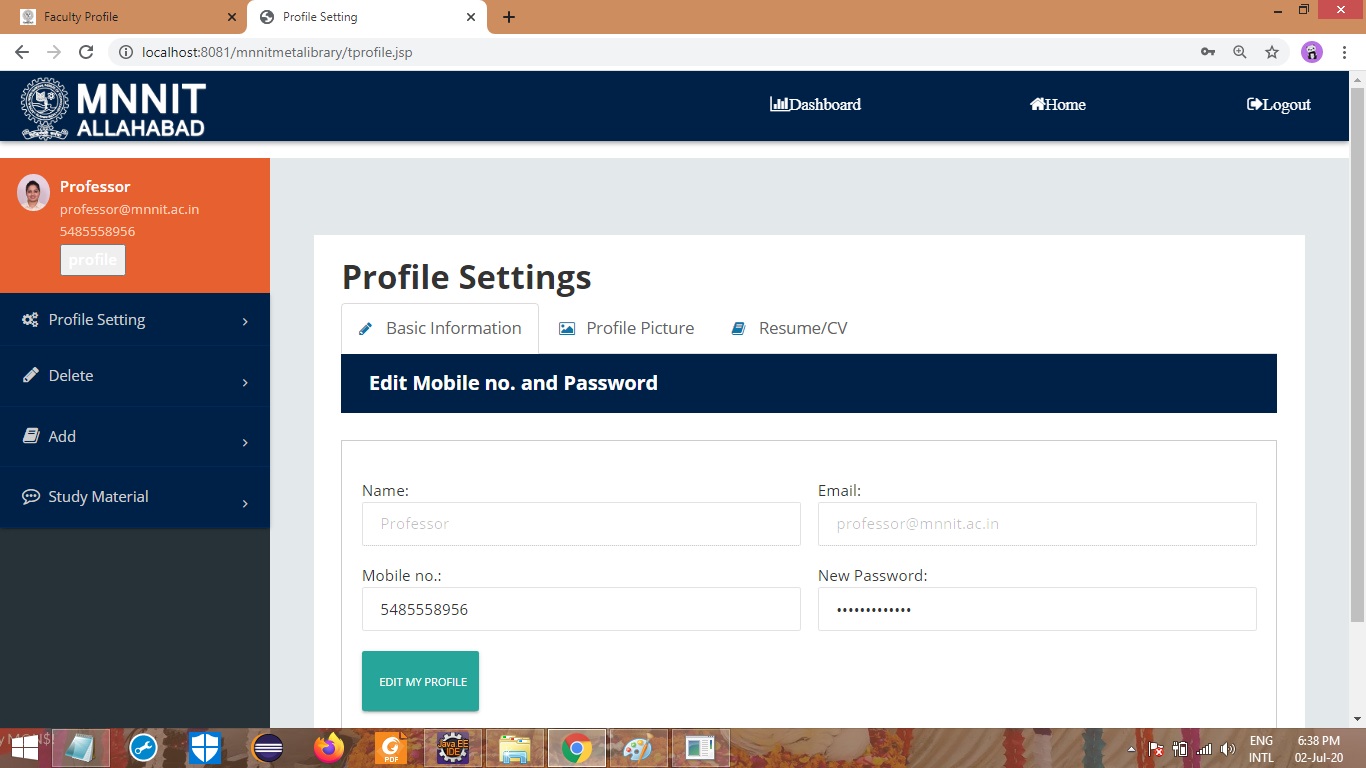 Faculty Profile
Profile Setting
localhost:8081/mnnitmetalibrary/tprofile.jsp
MNNIT
ALLAHABAD
Dashboard
Home
Logout
Professor
professor@mnnit.ac.in
5485558956
profile
Profile Setting
Delete
Add
Study Material
Profile Settings
Basic Information
Profile Picture
Resume/CV
Edit Mobile no. and Password
Name:
Email:
Professor
professor@mnnit.ac.in
Mobile no.:
New Password:
5485558956
•••••••••••••
EDIT MY PROFILE
PDF
Java EE
IDE
ENG
INTL
6:38 PM
02-Jul-20